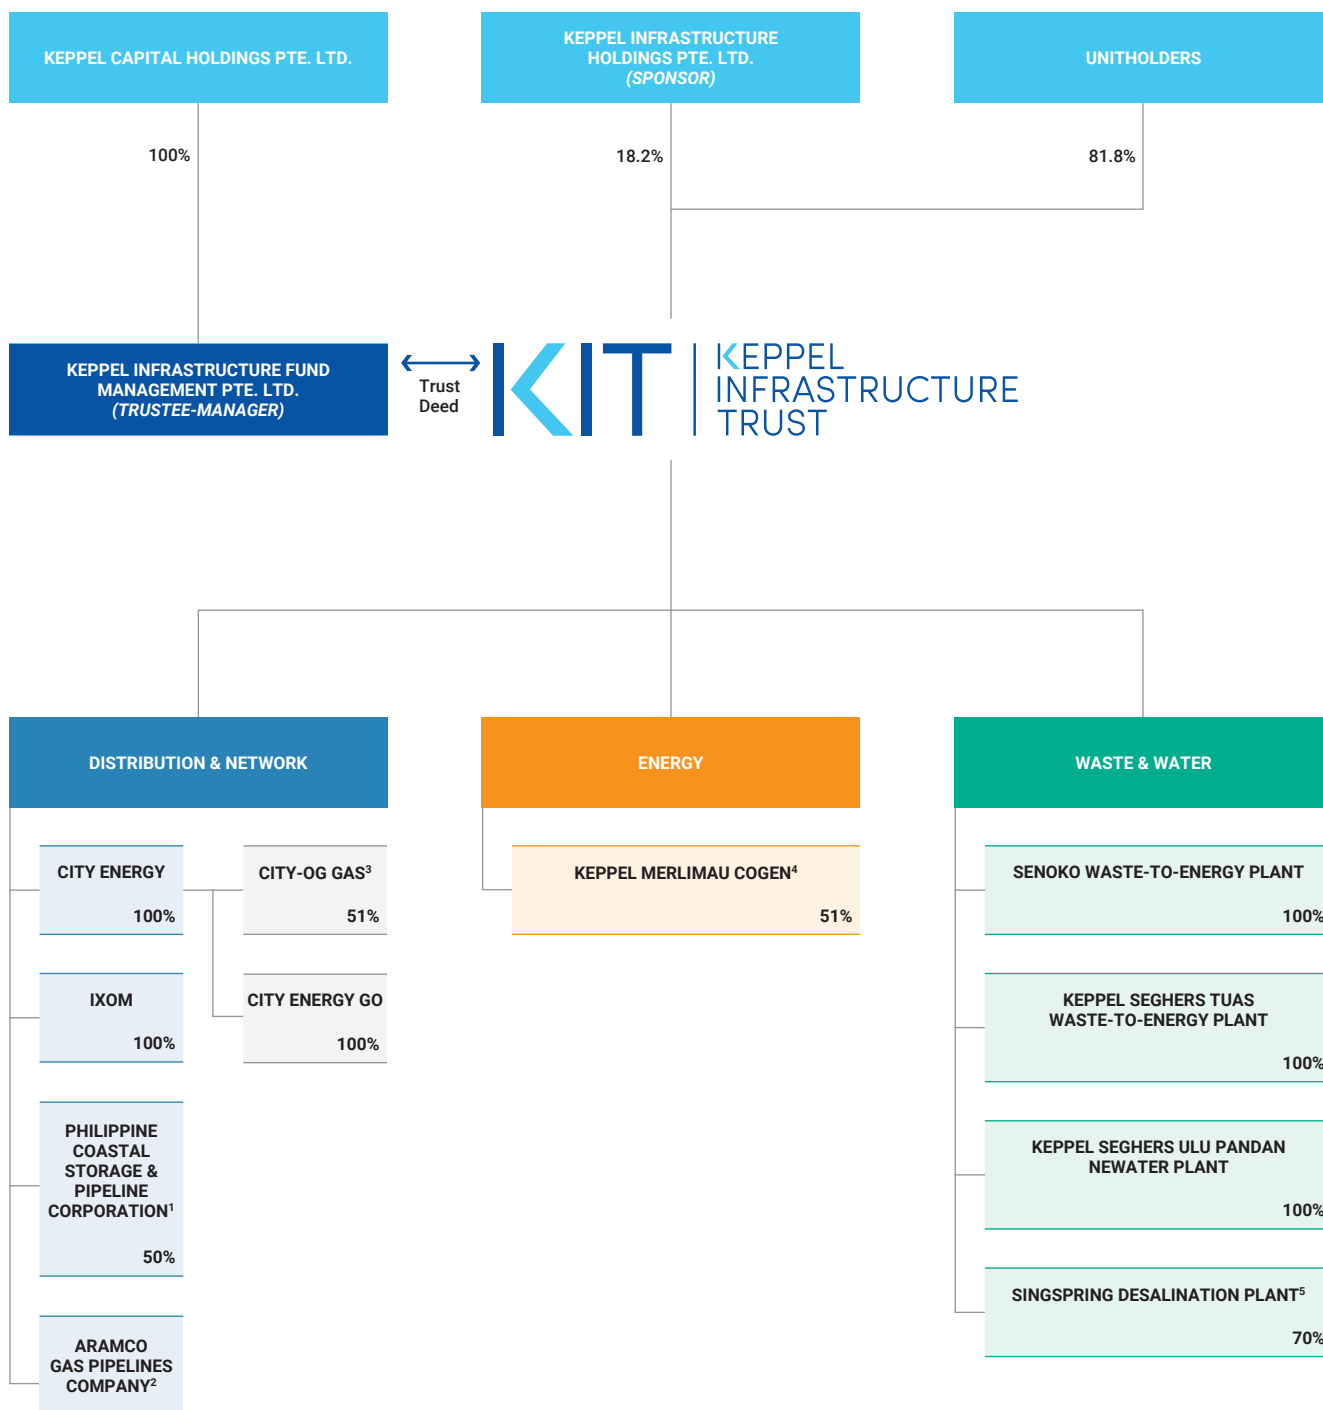 KEPPEL CAPITAL HOLDINGS PTE. LTD.
KEPPEL INFRASTRUCTURE
HOLDINGS PTE. LTD.
(SPONSOR)
UNITHOLDERS
100%
18.2%
81.8%
KEPPEL INFRASTRUCTURE FUND
MANAGEMENT PTE. LTD.
(TRUSTEE-MANAGER)
Trust
Deed
KIT
KEPPEL
INFRASTRUCTURE
TRUST
DISTRIBUTION & NETWORK
CITY ENERGY
100%
CITY-OG GAS³
51%
CITY ENERGY GO
100%
IXOM
100%
PHILIPPINE
COASTAL
STORAGE &
PIPELINE
CORPORATION¹
50%
ARAMCO
GAS PIPELINES
COMPANY²
ENERGY
KEPPEL MERLIMAU COGEN⁴
51%
WASTE & WATER
SENOKO WASTE-TO-ENERGY PLANT
100%
KEPPEL SEGHERS TUAS
WASTE-TO-ENERGY PLANT
100%
KEPPEL SEGHERS ULU PANDAN
NEWATER PLANT
100%
SINGSPRING DESALINATION PLANT⁵
70%